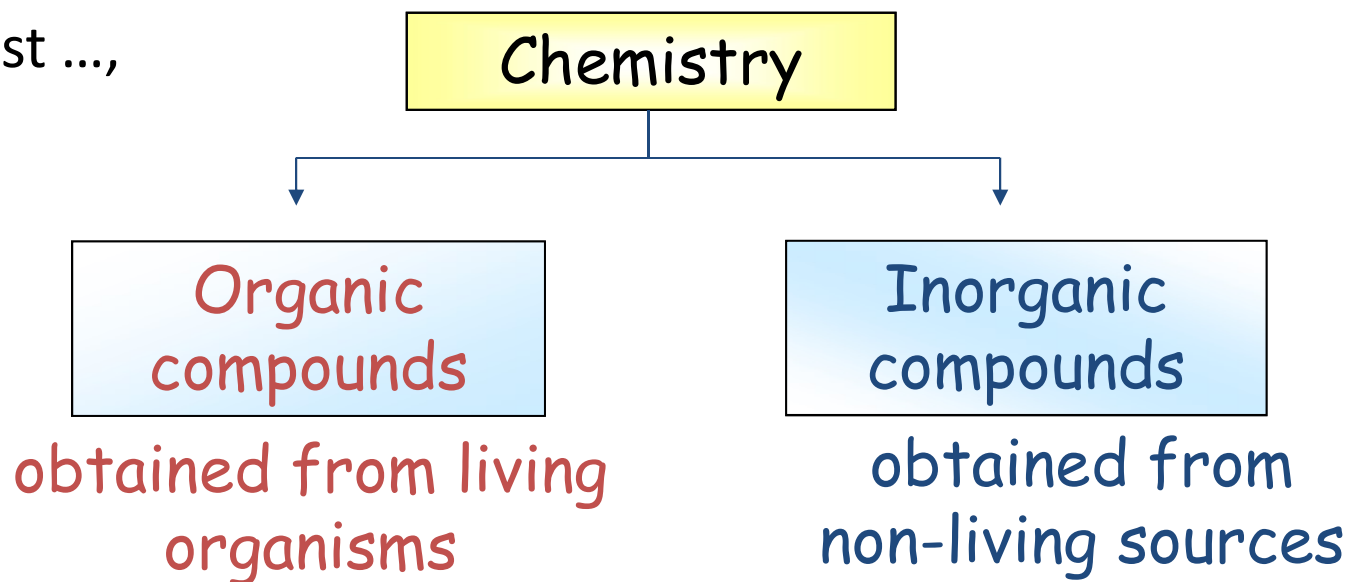 st ...,
Chemistry
Organic
compounds
Inorganic
compounds
obtained from living
organisms
obtained from
non-living sources